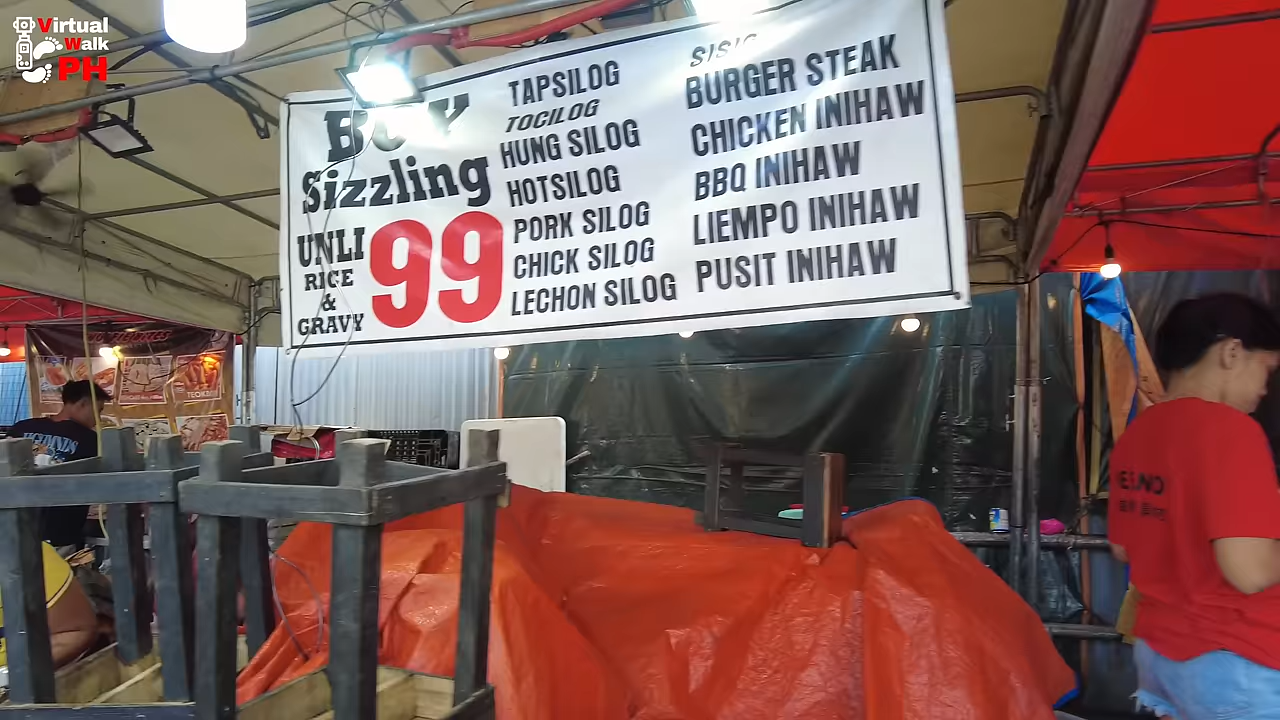 Virtual
Walk
PH
BOY
Sizzling
UNLI
RICE
&
GRAVY
99
TAPSILOG
TOCILOG
HUNG SILOG
HOTSILOG
PORK SILOG
CHICK SILOG
LECHON SILOG
SISIG
BURGER STEAK
CHICKEN INIHAW
BBQ INIHAW
LIEMPO INIHAW
PUSIT INIHAW